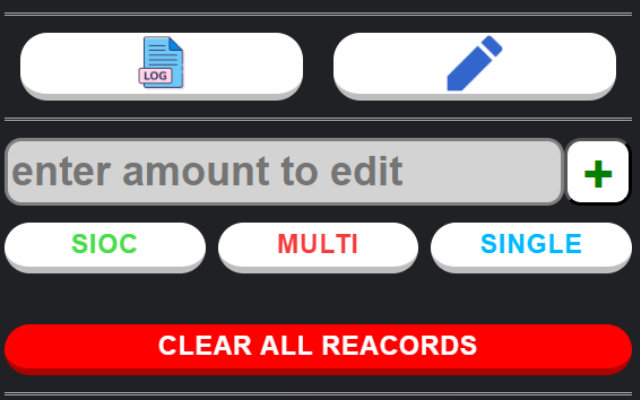 LOG
enter amount to edit
+
SIOC MULTI SINGLE
CLEAR ALL REACORDS